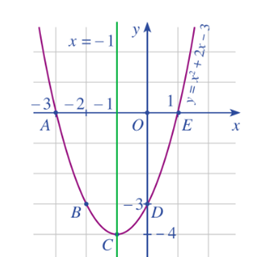 x = −1
y
y = x² + 2x − 3
−3 −2 −1 1
A O E x
B −3 D
C −4